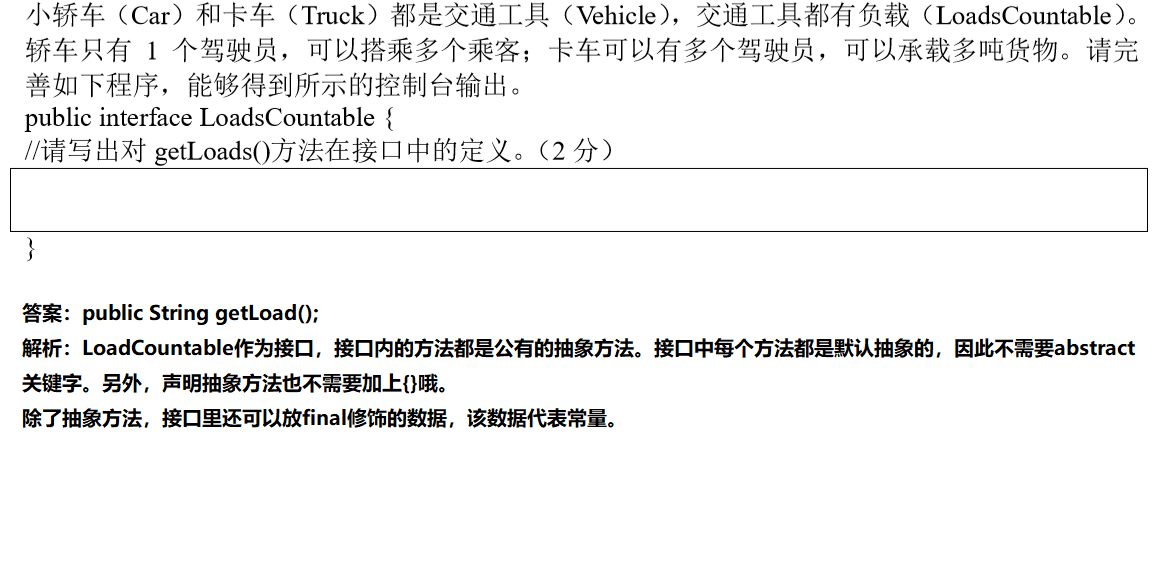 小轿车（Car）和卡车（Truck）都是交通工具（Vehicle），交通工具都有负载（LoadsCountable）。
轿车只有 1 个驾驶员，可以搭乘多个乘客；卡车可以有多个驾驶员，可以承载多吨货物。请完
善如下程序，能够得到所示的控制台输出。
public interface LoadsCountable {
//请写出对 getLoads()方法在接口中的定义。（2 分）
}
答案：public String getLoad();
解析：LoadCountable作为接口，接口内的方法都是公有的抽象方法。接口中每个方法都是默认抽象的，因此不需要abstract
关键字。另外，声明抽象方法也不需要加上{}哦。
除了抽象方法，接口里还可以放final修饰的数据，该数据代表常量。